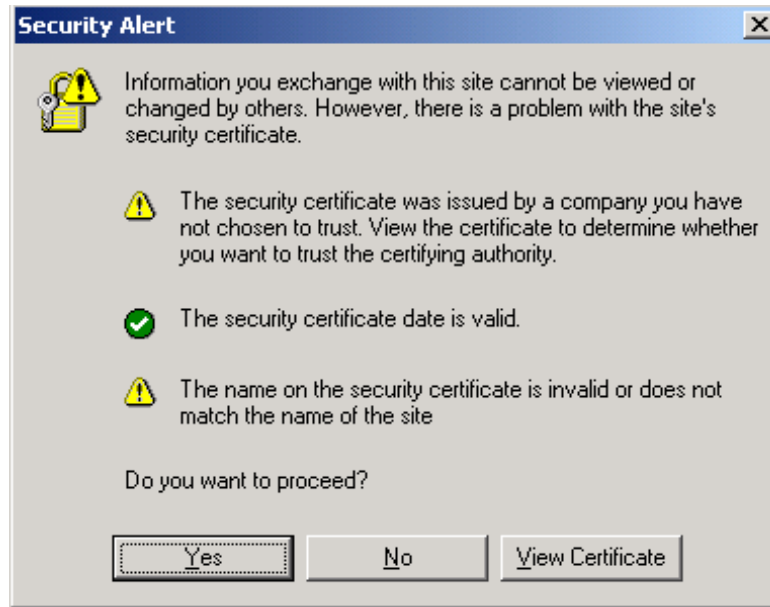 Security Alert
Information you exchange with this site cannot be viewed or
changed by others. However, there is a problem with the site's
security certificate.
The security certificate was issued by a company you have
not chosen to trust. View the certificate to determine whether
you want to trust the certifying authority.
The security certificate date is valid.
The name on the security certificate is invalid or does not
match the name of the site
Do you want to proceed?
Yes No View Certificate